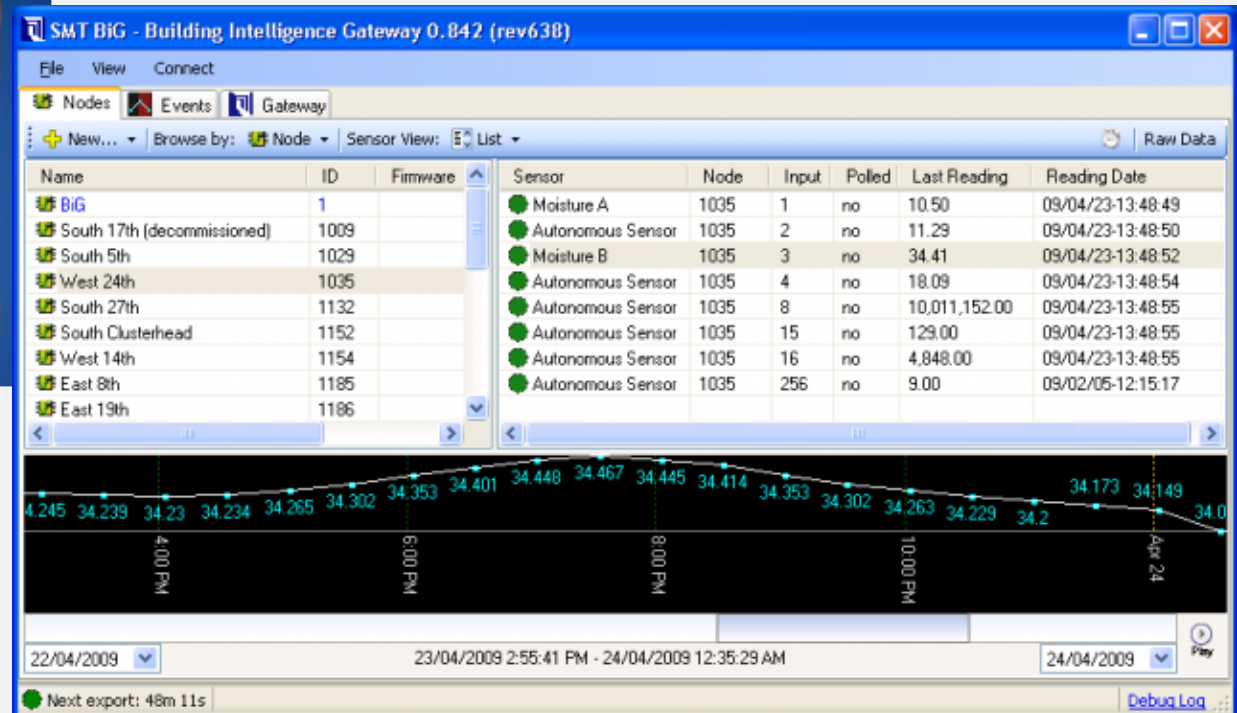 SMT BiG - Building Intelligence Gateway 0.842 (rev638)
File View Connect
Nodes Events Gateway
New... Browse by: Node Sensor View: List Raw Data
Name ID Firmware
BiG 1
South 17th (decommissioned) 1009
South 5th 1029
West 24th 1035
South 27th 1132
South Clusterhead 1152
West 14th 1154
East 8th 1185
East 19th 1186
Sensor Node Input Polled Last Reading Reading Date
Moisture A 1035 1 no 10.50 09/04/23-13:48:49
Autonomous Sensor 1035 2 no 11.29 09/04/23-13:48:50
Moisture B 1035 3 no 34.41 09/04/23-13:48:52
Autonomous Sensor 1035 4 no 18.09 09/04/23-13:48:54
Autonomous Sensor 1035 8 no 10,011,152.00 09/04/23-13:48:55
Autonomous Sensor 1035 15 no 129.00 09/04/23-13:48:55
Autonomous Sensor 1035 16 no 4,848.00 09/04/23-13:48:55
Autonomous Sensor 1035 256 no 9.00 09/02/05-12:15:17
4.245 34.239 34.23 34.234 34.265 34.302 34.353 34.401 34.448 34.467 34.445 34.414 34.353 34.302 34.263 34.229 34.2 34.173 34.149 34.0
4:00 PM 6:00 PM 8:00 PM 10:00 PM Apr 24
Play
22/04/2009 23/04/2009 2:55:41 PM - 24/04/2009 12:35:29 AM 24/04/2009
Next export: 48m 11s Debug Log